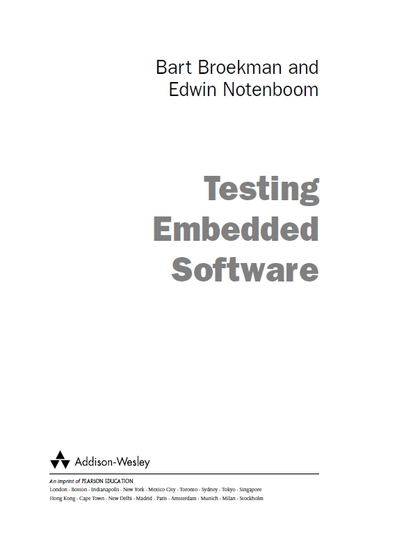 Bart Broekman and
Edwin Notenboom
Testing
Embedded
Software
Addison-Wesley
An imprint of PEARSON EDUCATION
London · Boston · Indianapolis · New York · Mexico City · Toronto · Sydney · Tokyo · Singapore
Hong Kong · Cape Town · New Delhi · Madrid · Paris · Amsterdam · Munich · Milan · Stockholm